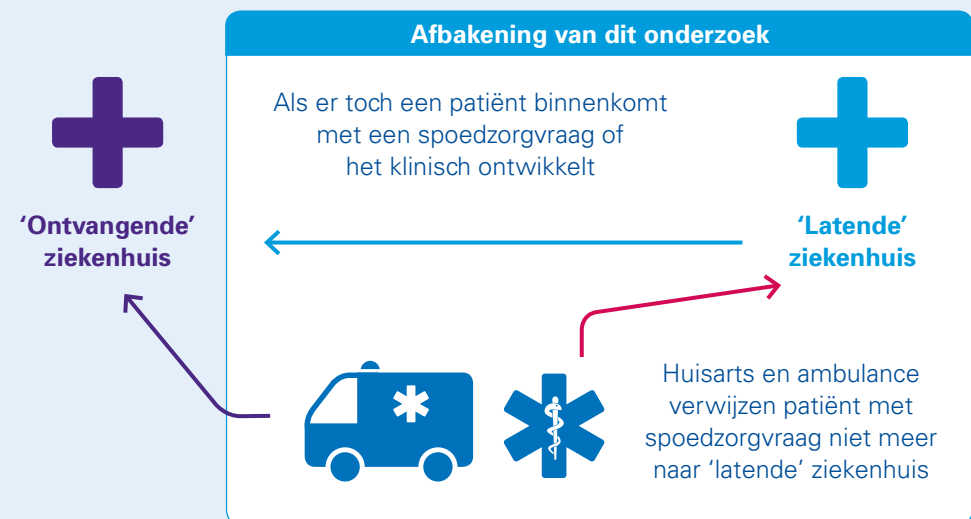 Afbakening van dit onderzoek
Als er toch een patiënt binnenkomt
met een spoedzorgvraag of
het klinisch ontwikkelt
‘Ontvangende’
ziekenhuis
‘Latende’
ziekenhuis
Huisarts en ambulance
verwijzen patiënt met
spoedzorgvraag niet meer
naar ‘latende’ ziekenhuis